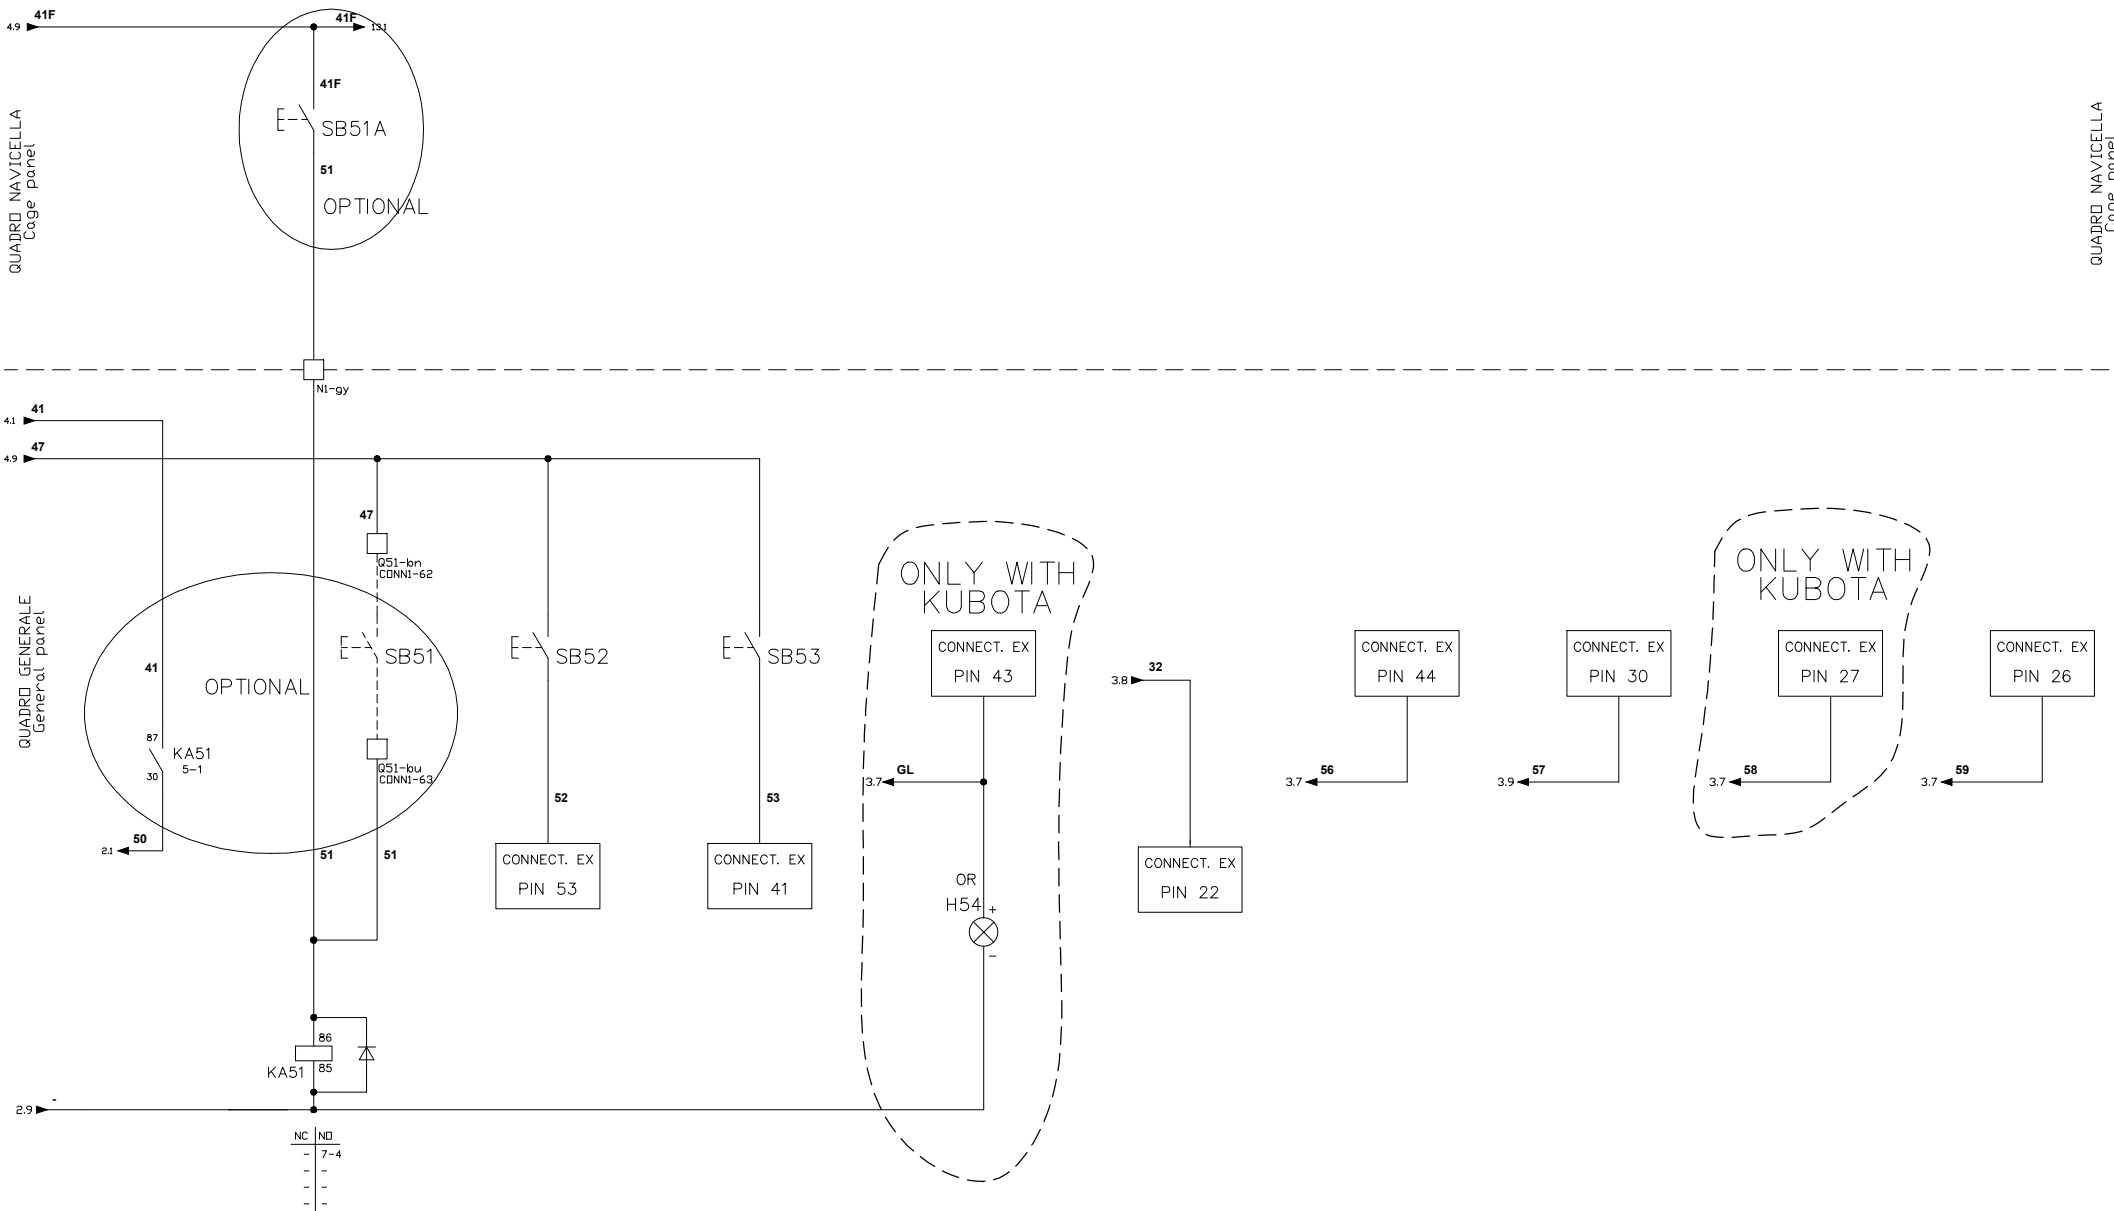 4.9
41F
41F
13.1
41F
SB51A
51
OPTIONAL
QUADRO NAVICELLA
Cage panel
QUADRO NAVICELLA
Cage panel
N1-gy
4.1
41
4.9
47
47
Q51-bn
CONN1-62
QUADRO GENERALE
General panel
41
OPTIONAL
SB51
SB52
SB53
87
KA51
5-1
30
Q51-bu
CONN1-63
50
2.1
51
51
52
53
CONNECT. EX
PIN 53
CONNECT. EX
PIN 41
ONLY WITH
KUBOTA
CONNECT. EX
PIN 43
GL
3.7
OR
H54
+
-
3.8
32
CONNECT. EX
PIN 22
CONNECT. EX
PIN 44
56
3.7
CONNECT. EX
PIN 30
57
3.9
ONLY WITH
KUBOTA
CONNECT. EX
PIN 27
58
3.7
CONNECT. EX
PIN 26
59
3.7
86
KA51
85
2.9
-
NC NO
- 7-4
- -
- -
- -